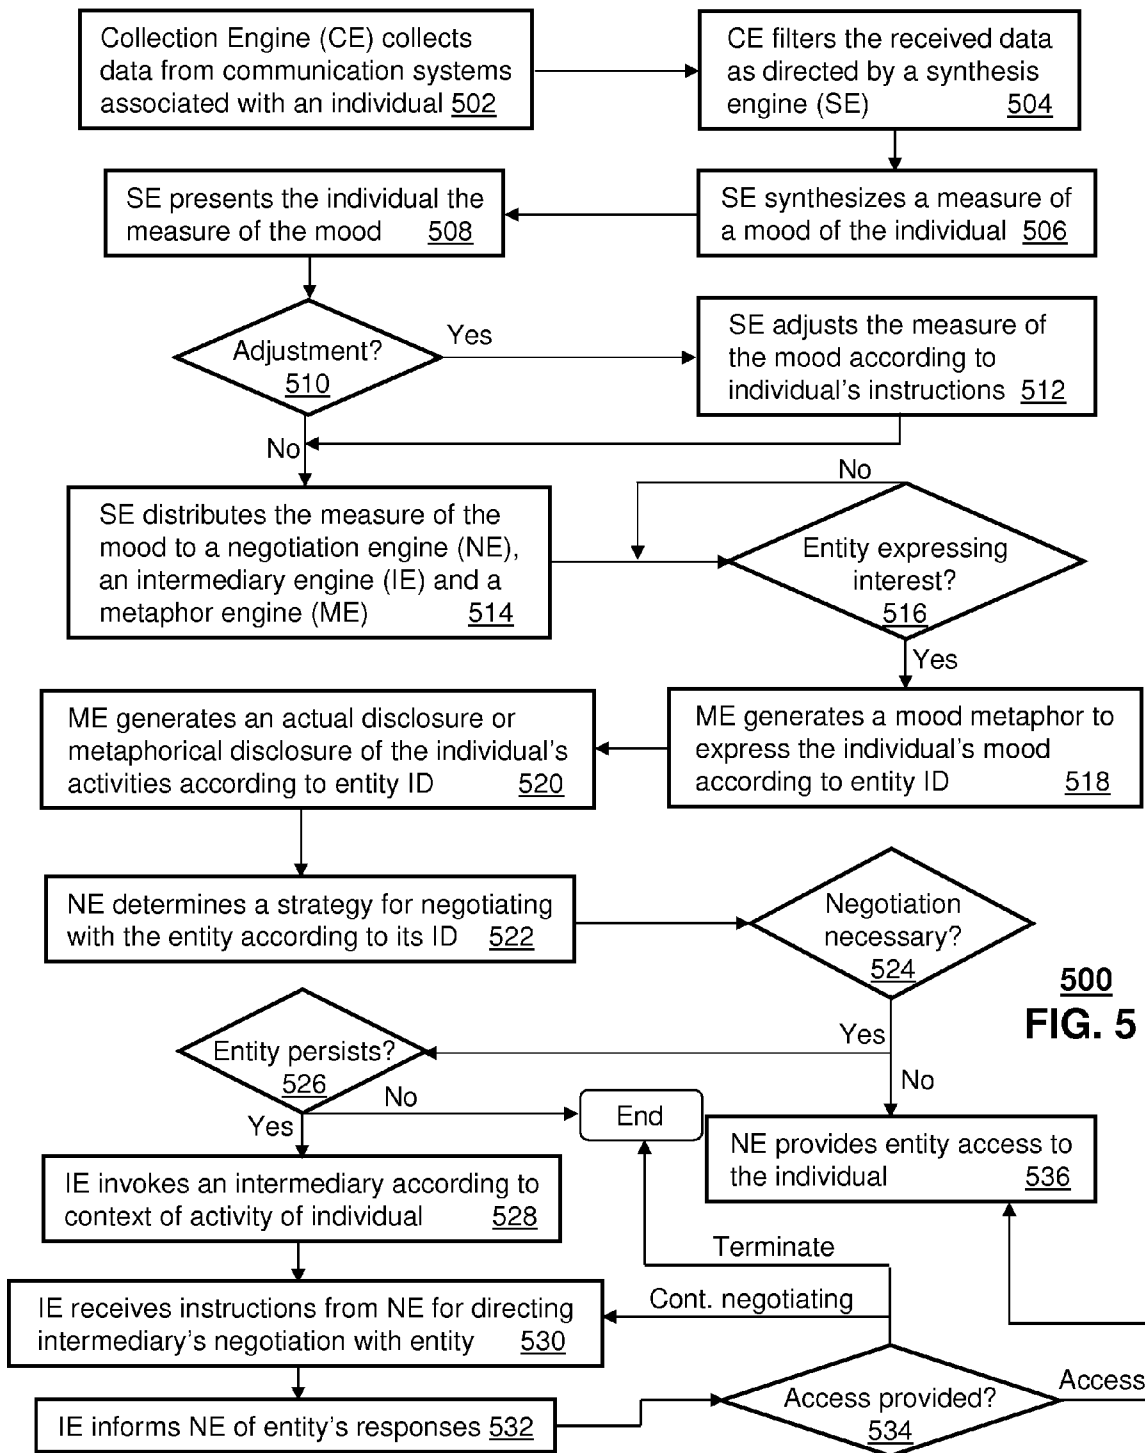 Collection Engine (CE) collects
data from communication systems
associated with an individual 502
CE filters the received data
as directed by a synthesis
engine (SE) 504
SE presents the individual the
measure of the mood 508
SE synthesizes a measure of
a mood of the individual 506
Adjustment?
510
Yes
SE adjusts the measure of
the mood according to
individual's instructions 512
No
No
SE distributes the measure of the
mood to a negotiation engine (NE),
an intermediary engine (IE) and a
metaphor engine (ME) 514
Entity expressing
interest?
516
Yes
ME generates an actual disclosure or
metaphorical disclosure of the individual's
activities according to entity ID 520
ME generates a mood metaphor to
express the individual's mood
according to entity ID 518
NE determines a strategy for negotiating
with the entity according to its ID 522
Negotiation
necessary?
524
500
FIG. 5
Yes
Entity persists?
526
No
No
Yes
End
NE provides entity access to
the individual 536
IE invokes an intermediary according to
context of activity of individual 528
Terminate
Cont. negotiating
IE receives instructions from NE for directing
intermediary's negotiation with entity 530
Access provided?
534
Access
IE informs NE of entity's responses 532